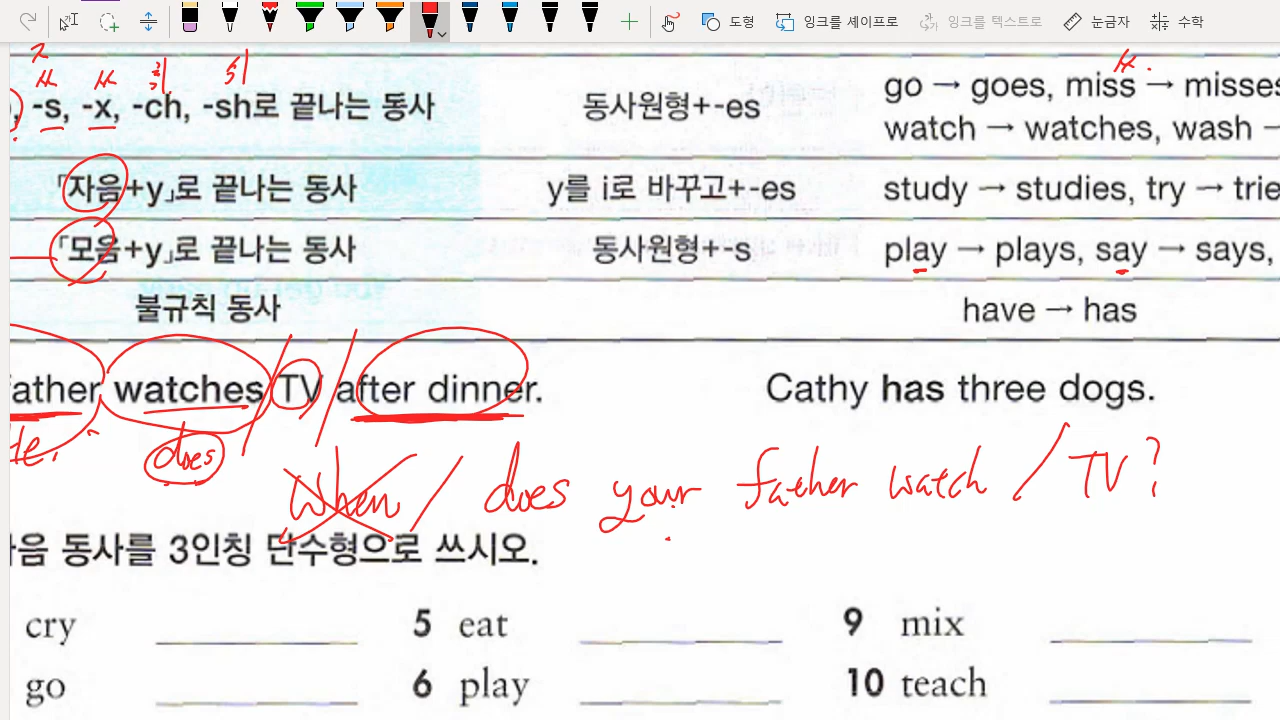 도형 잉크를 셰이프로 잉크를 텍스트로 눈금자 수학
-s, -x, -ch, -sh로 끝나는 동사 동사원형+-es go → goes, miss → misses
watch → watches, wash →
「자음+y」로 끝나는 동사 y를 i로 바꾸고+-es study → studies, try → trie
「모음+y」로 끝나는 동사 동사원형+-s play → plays, say → says,
불규칙 동사 have → has
father watches TV after dinner. Cathy has three dogs.
He. does
When does your father watch TV?
다음 동사를 3인칭 단수형으로 쓰시오.
cry 5 eat 9 mix
go 6 play 10 teach